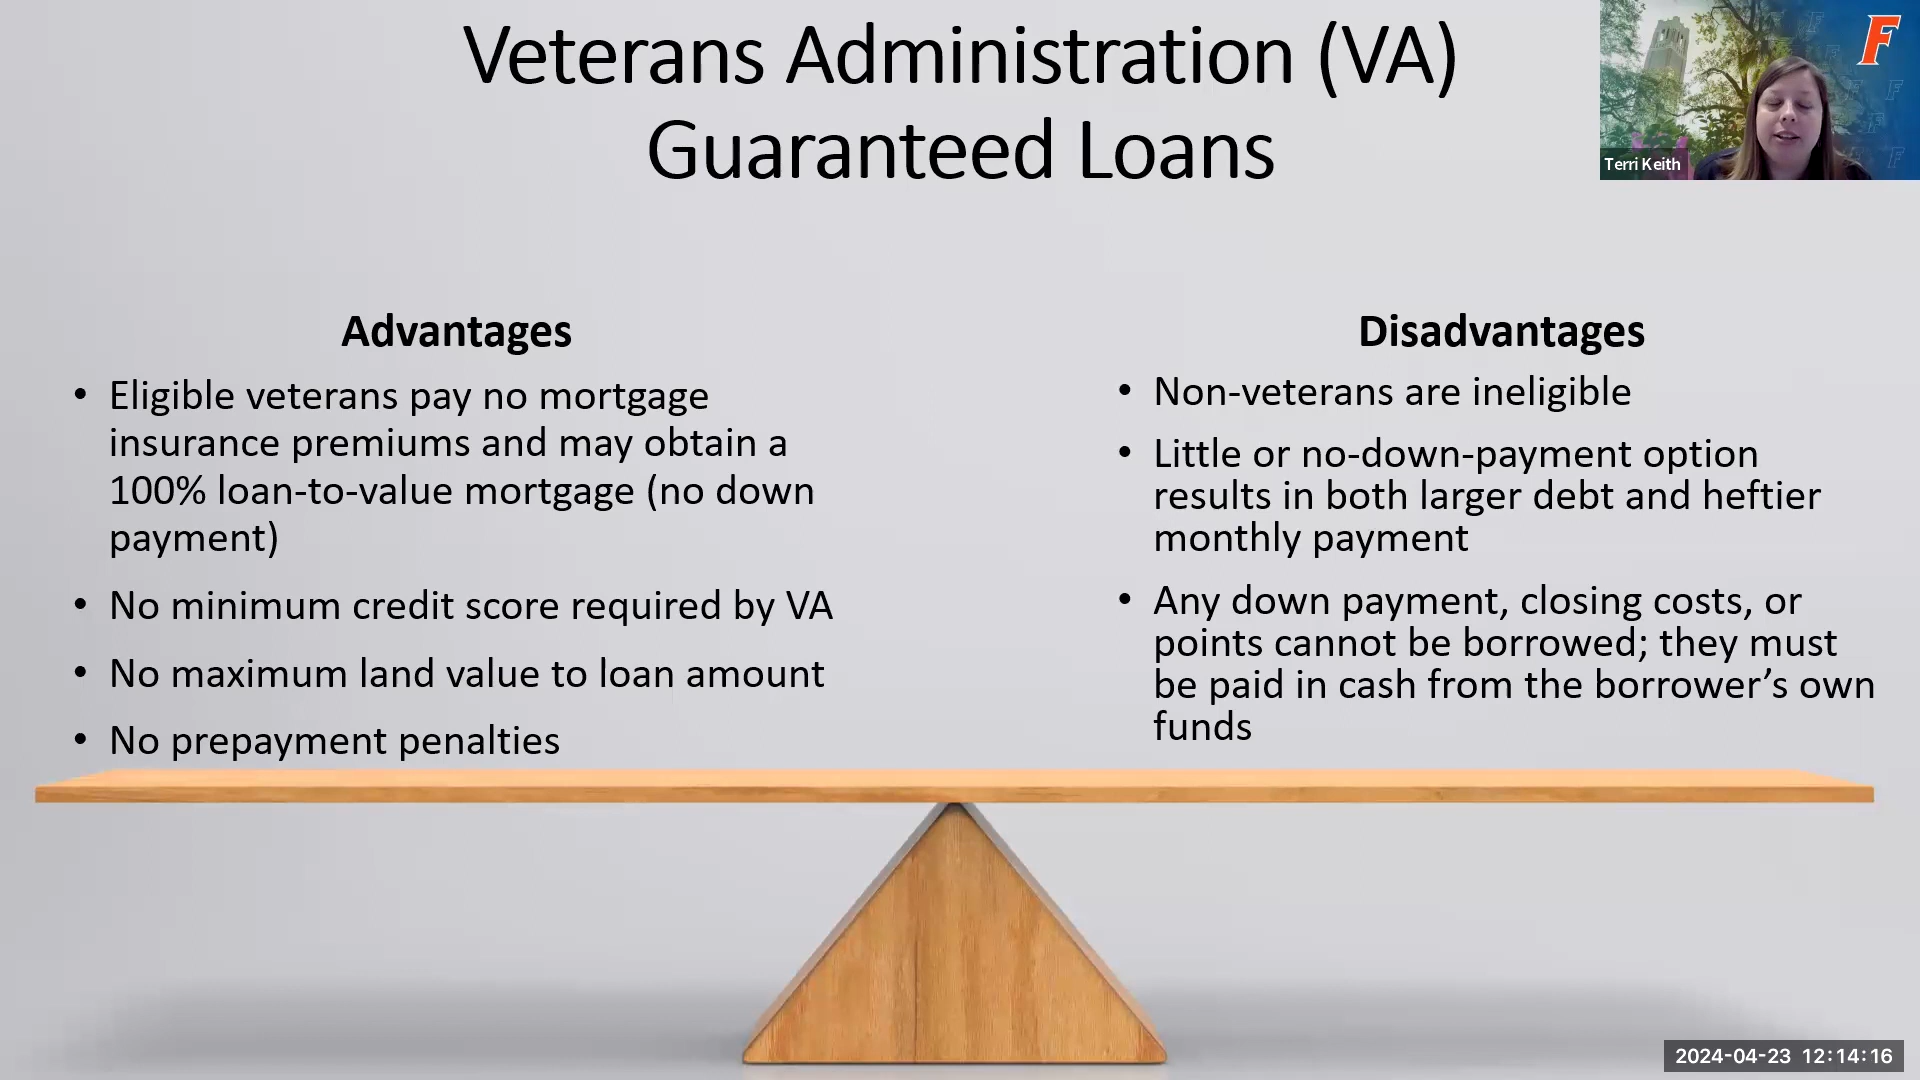 Veterans Administration (VA)
Guaranteed Loans
F
Terri Keith
Advantages
• Eligible veterans pay no mortgage
insurance premiums and may obtain a
100% loan-to-value mortgage (no down
payment)
• No minimum credit score required by VA
• No maximum land value to loan amount
• No prepayment penalties
Disadvantages
• Non-veterans are ineligible
• Little or no-down-payment option
results in both larger debt and heftier
monthly payment
• Any down payment, closing costs, or
points cannot be borrowed; they must
be paid in cash from the borrower’s own
funds
2024-04-23 12:14:16